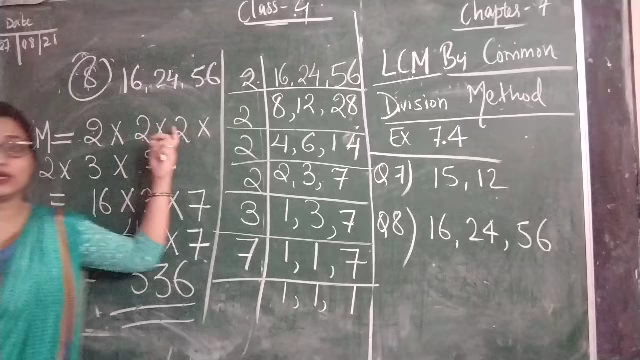 Date
27/08/21
Class-4
Chapter-7
(8) 16, 24, 56
M = 2 × 2 × 2 ×
2 × 3 ×
= 16 × × 7
× 7
336
2 | 16, 24, 56
2 | 8, 12, 28
2 | 4, 6, 14
2 | 2, 3, 7
3 | 1, 3, 7
7 | 1, 1, 7
1, 1, 1
LCM By Common
Division Method
Ex 7.4
Q7) 15, 12
Q8) 16, 24, 56